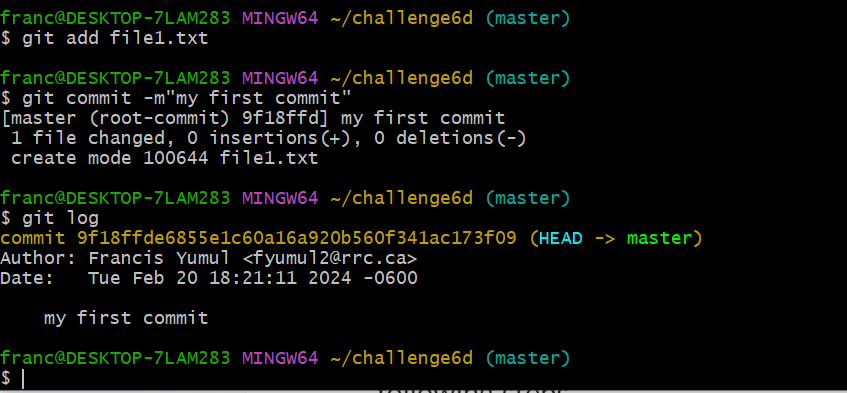 franc@DESKTOP-7LAM283 MINGW64 ~/challenge6d (master)
$ git add file1.txt
franc@DESKTOP-7LAM283 MINGW64 ~/challenge6d (master)
$ git commit -m"my first commit"
[master (root-commit) 9f18ffd] my first commit
 1 file changed, 0 insertions(+), 0 deletions(-)
 create mode 100644 file1.txt
franc@DESKTOP-7LAM283 MINGW64 ~/challenge6d (master)
$ git log
commit 9f18ffde6855e1c60a16a920b560f341ac173f09 (HEAD -> master)
Author: Francis Yumul <fyumul2@rrc.ca>
Date:   Tue Feb 20 18:21:11 2024 -0600
    my first commit
franc@DESKTOP-7LAM283 MINGW64 ~/challenge6d (master)
$